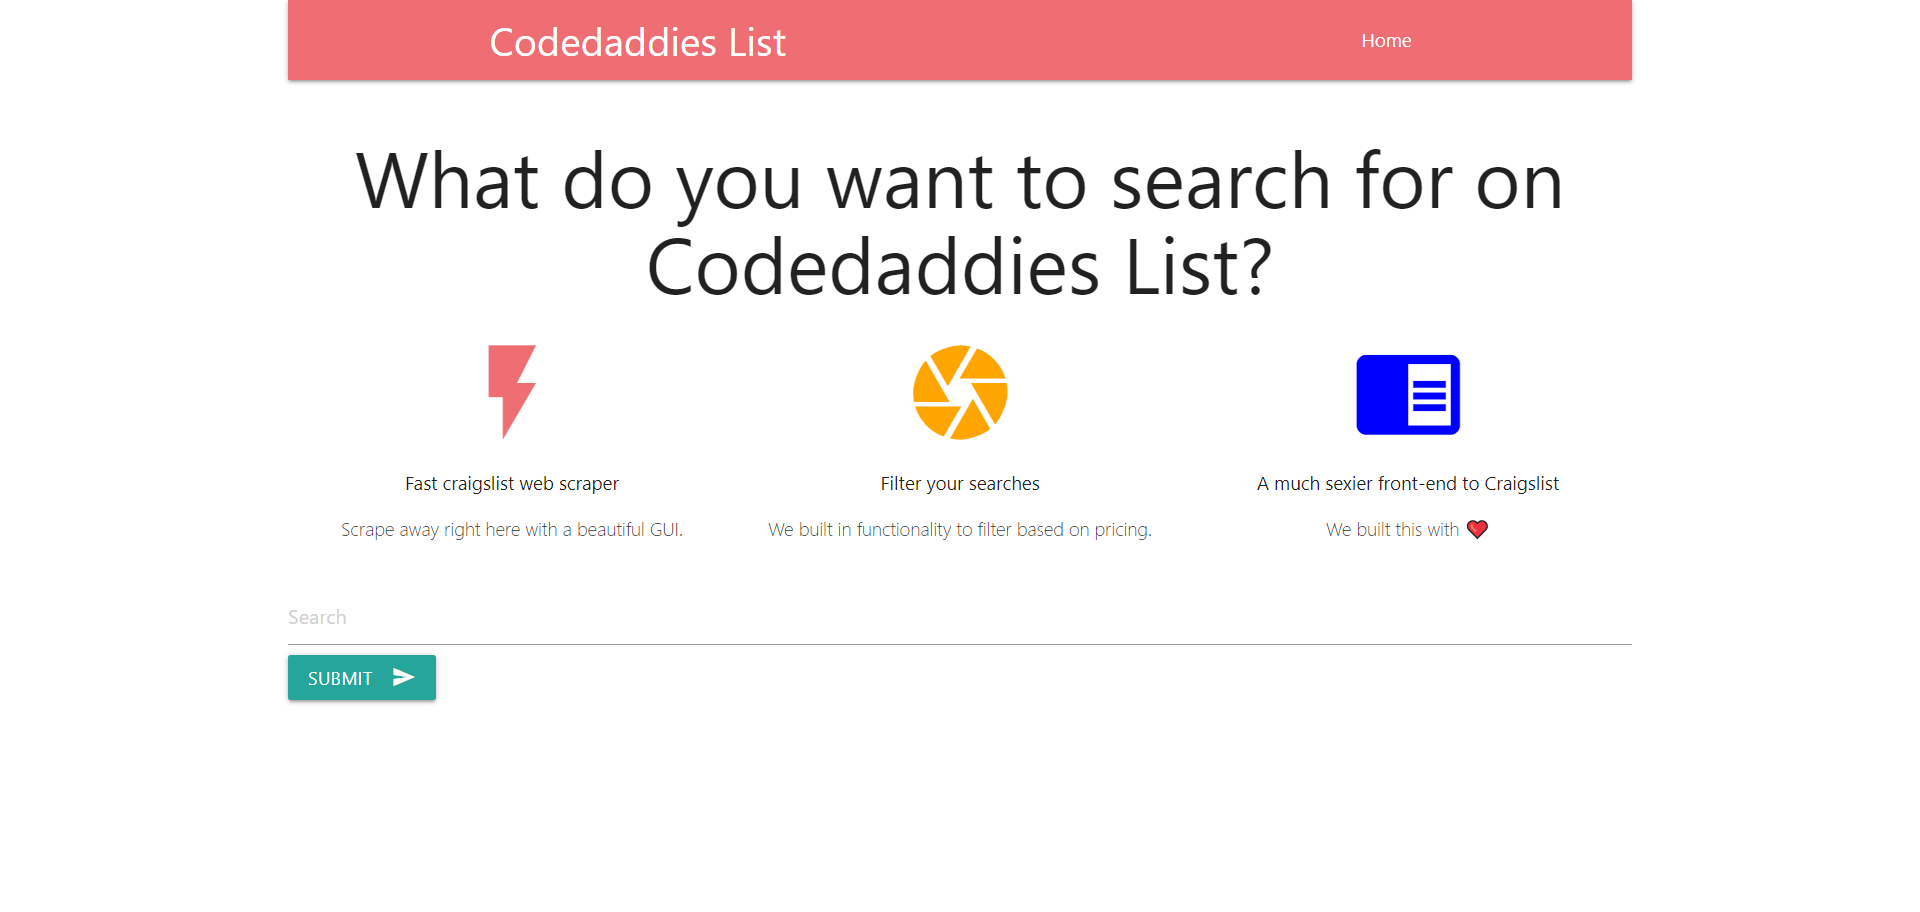 Codedaddies List
Home
What do you want to search for on
Codedaddies List?
Fast craigslist web scraper
Scrape away right here with a beautiful GUI.
Filter your searches
We built in functionality to filter based on pricing.
A much sexier front-end to Craigslist
We built this with ❤️
Search
SUBMIT